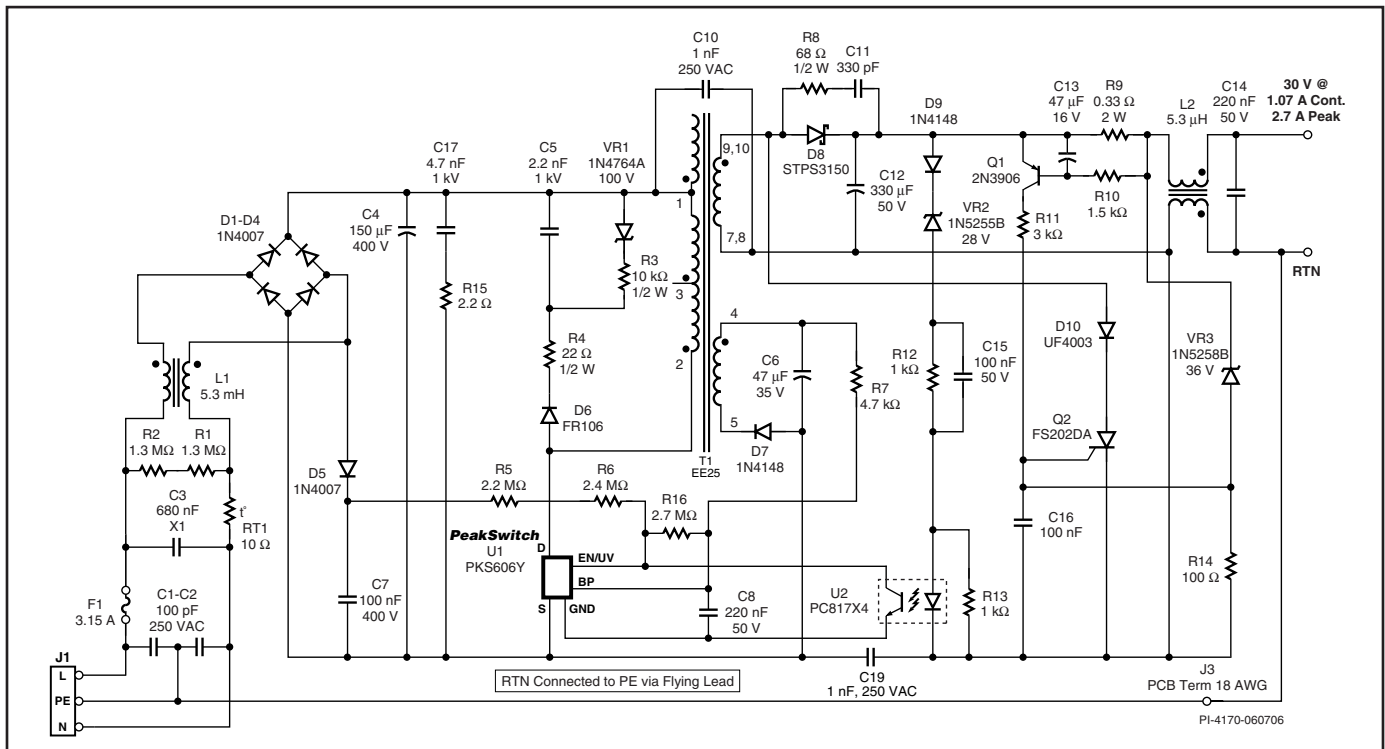 C10
1 nF
250 VAC
R8
68 Ω
1/2 W
C11
330 pF
D9
1N4148
C13
47 µF
16 V
R9
0.33 Ω
2 W
L2
5.3 µH
C14
220 nF
50 V
30 V @
1.07 A Cont.
2.7 A Peak
C17
4.7 nF
1 kV
C5
2.2 nF
1 kV
VR1
1N4764A
100 V
9,10
D8
STPS3150
C12
330 µF
50 V
Q1
2N3906
R10
1.5 kΩ
VR2
1N5255B
28 V
R11
3 kΩ
D1-D4
1N4007
C4
150 µF
400 V
1
7,8
RTN
R3
10 kΩ
1/2 W
3
R15
2.2 Ω
R4
22 Ω
1/2 W
2
4
C6
47 µF
35 V
R7
4.7 kΩ
R12
1 kΩ
C15
100 nF
50 V
D10
UF4003
VR3
1N5258B
36 V
L1
5.3 mH
D6
FR106
5
D7
1N4148
T1
EE25
Q2
FS202DA
R2
1.3 MΩ
R1
1.3 MΩ
D5
1N4007
R5
2.2 MΩ
R6
2.4 MΩ
R16
2.7 MΩ
C3
680 nF
X1
t°
RT1
10 Ω
PeakSwitch
U1
PKS606Y
D
S
EN/UV
BP
GND
C16
100 nF
R14
100 Ω
C7
100 nF
400 V
C8
220 nF
50 V
U2
PC817X4
R13
1 kΩ
F1
3.15 A
C1-C2
100 pF
250 VAC
J1
L
PE
N
RTN Connected to PE via Flying Lead
C19
1 nF, 250 VAC
J3
PCB Term 18 AWG
PI-4170-060706